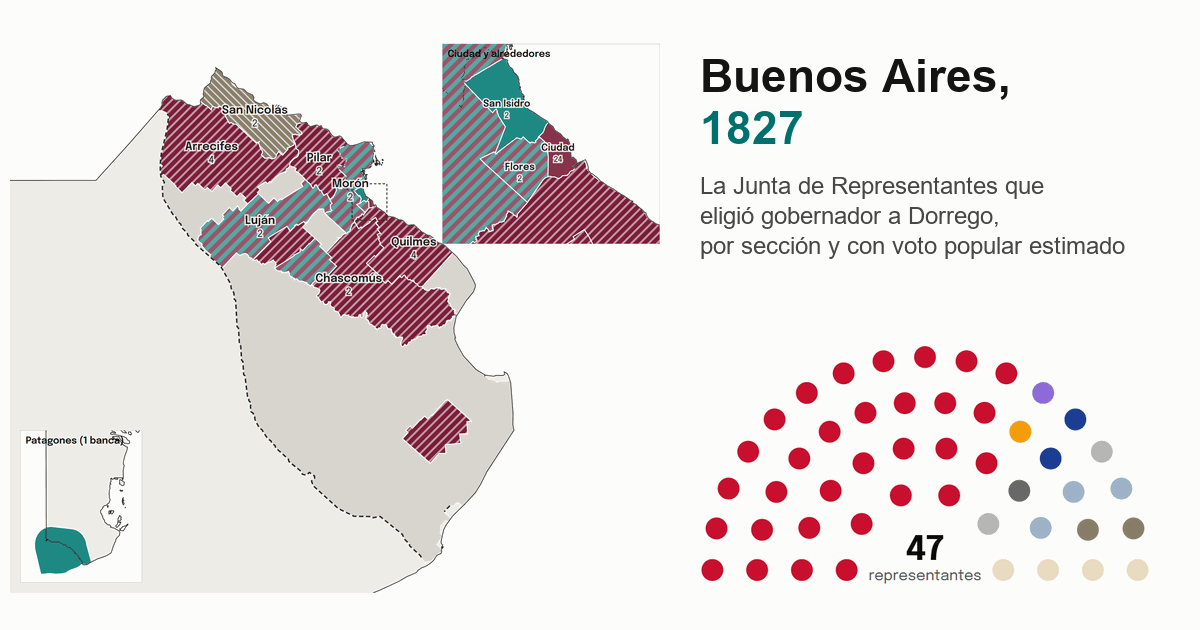 Buenos Aires,
1827
La Junta de Representantes que
eligió gobernador a Dorrego,
por sección y con voto popular estimado
Ciudad y alrededores
San Isidro
2
Ciudad
24
Flores
2
San Nicolás
2
Arrecifes
4
Pilar
2
Morón
2
Luján
2
Quilmes
4
Chascomús
2
Patagones (1 banca)
47
representantes